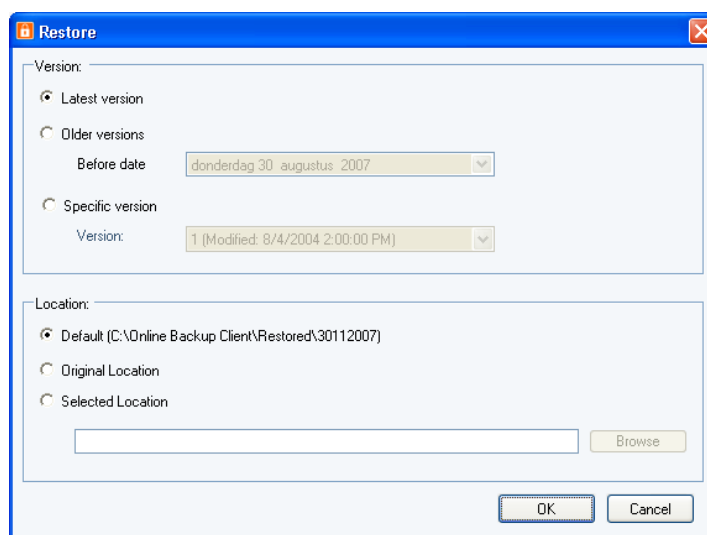 Restore
Version:
Latest version
Older versions
Before date donderdag 30 augustus 2007
Specific version
Version: 1 (Modified: 8/4/2004 2:00:00 PM)
Location:
Default (C:\Online Backup Client\Restored\30112007)
Original Location
Selected Location
Browse
OK Cancel